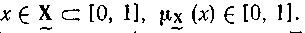 x ∈ X̰ ⊂ [0, 1], μ_X̰ (x) ∈ [0, 1].